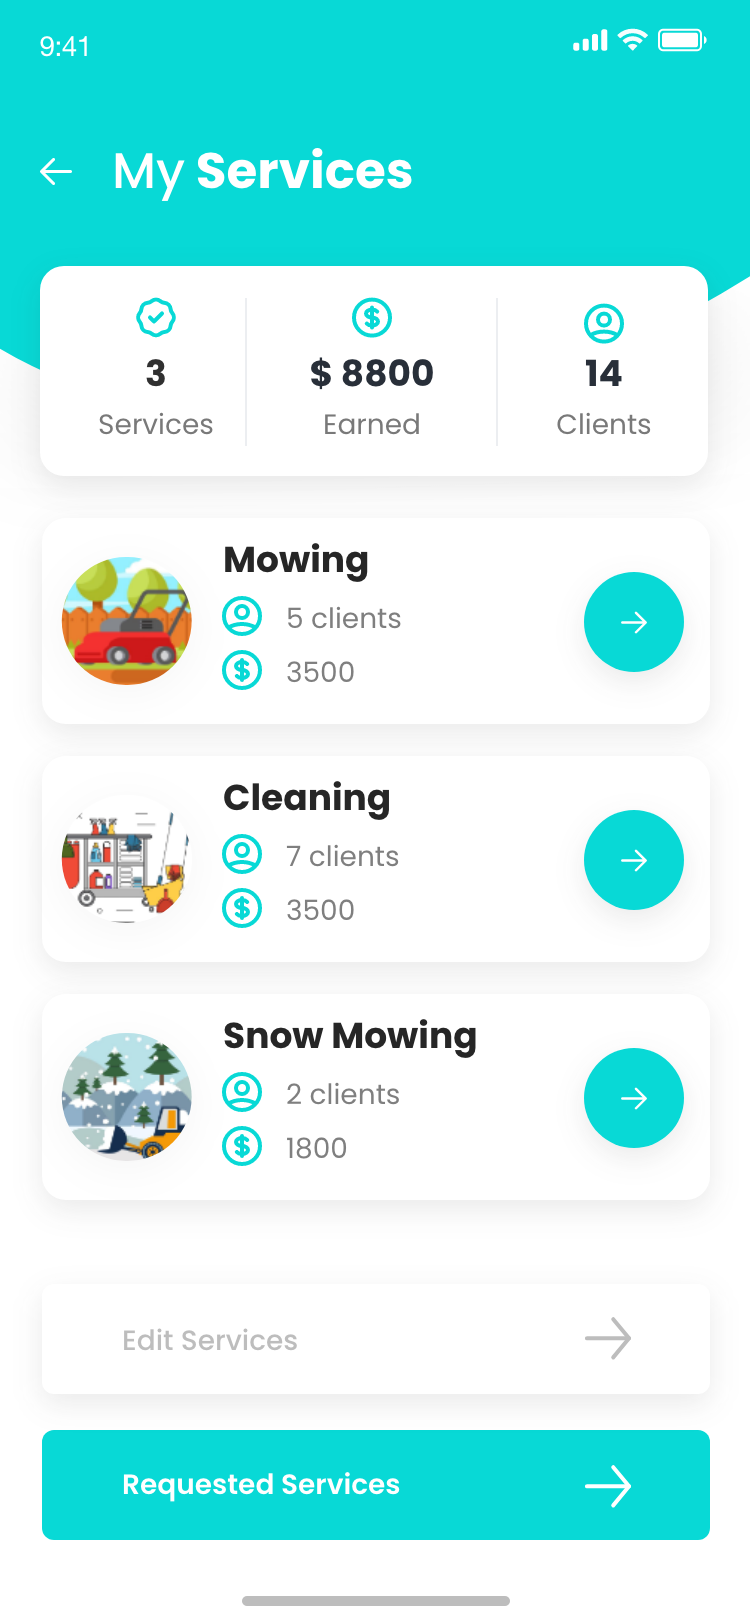 9:41
My Services
3
Services
$ 8800
Earned
14
Clients
Mowing
5 clients
3500
Cleaning
7 clients
3500
Snow Mowing
2 clients
1800
Edit Services
Requested Services